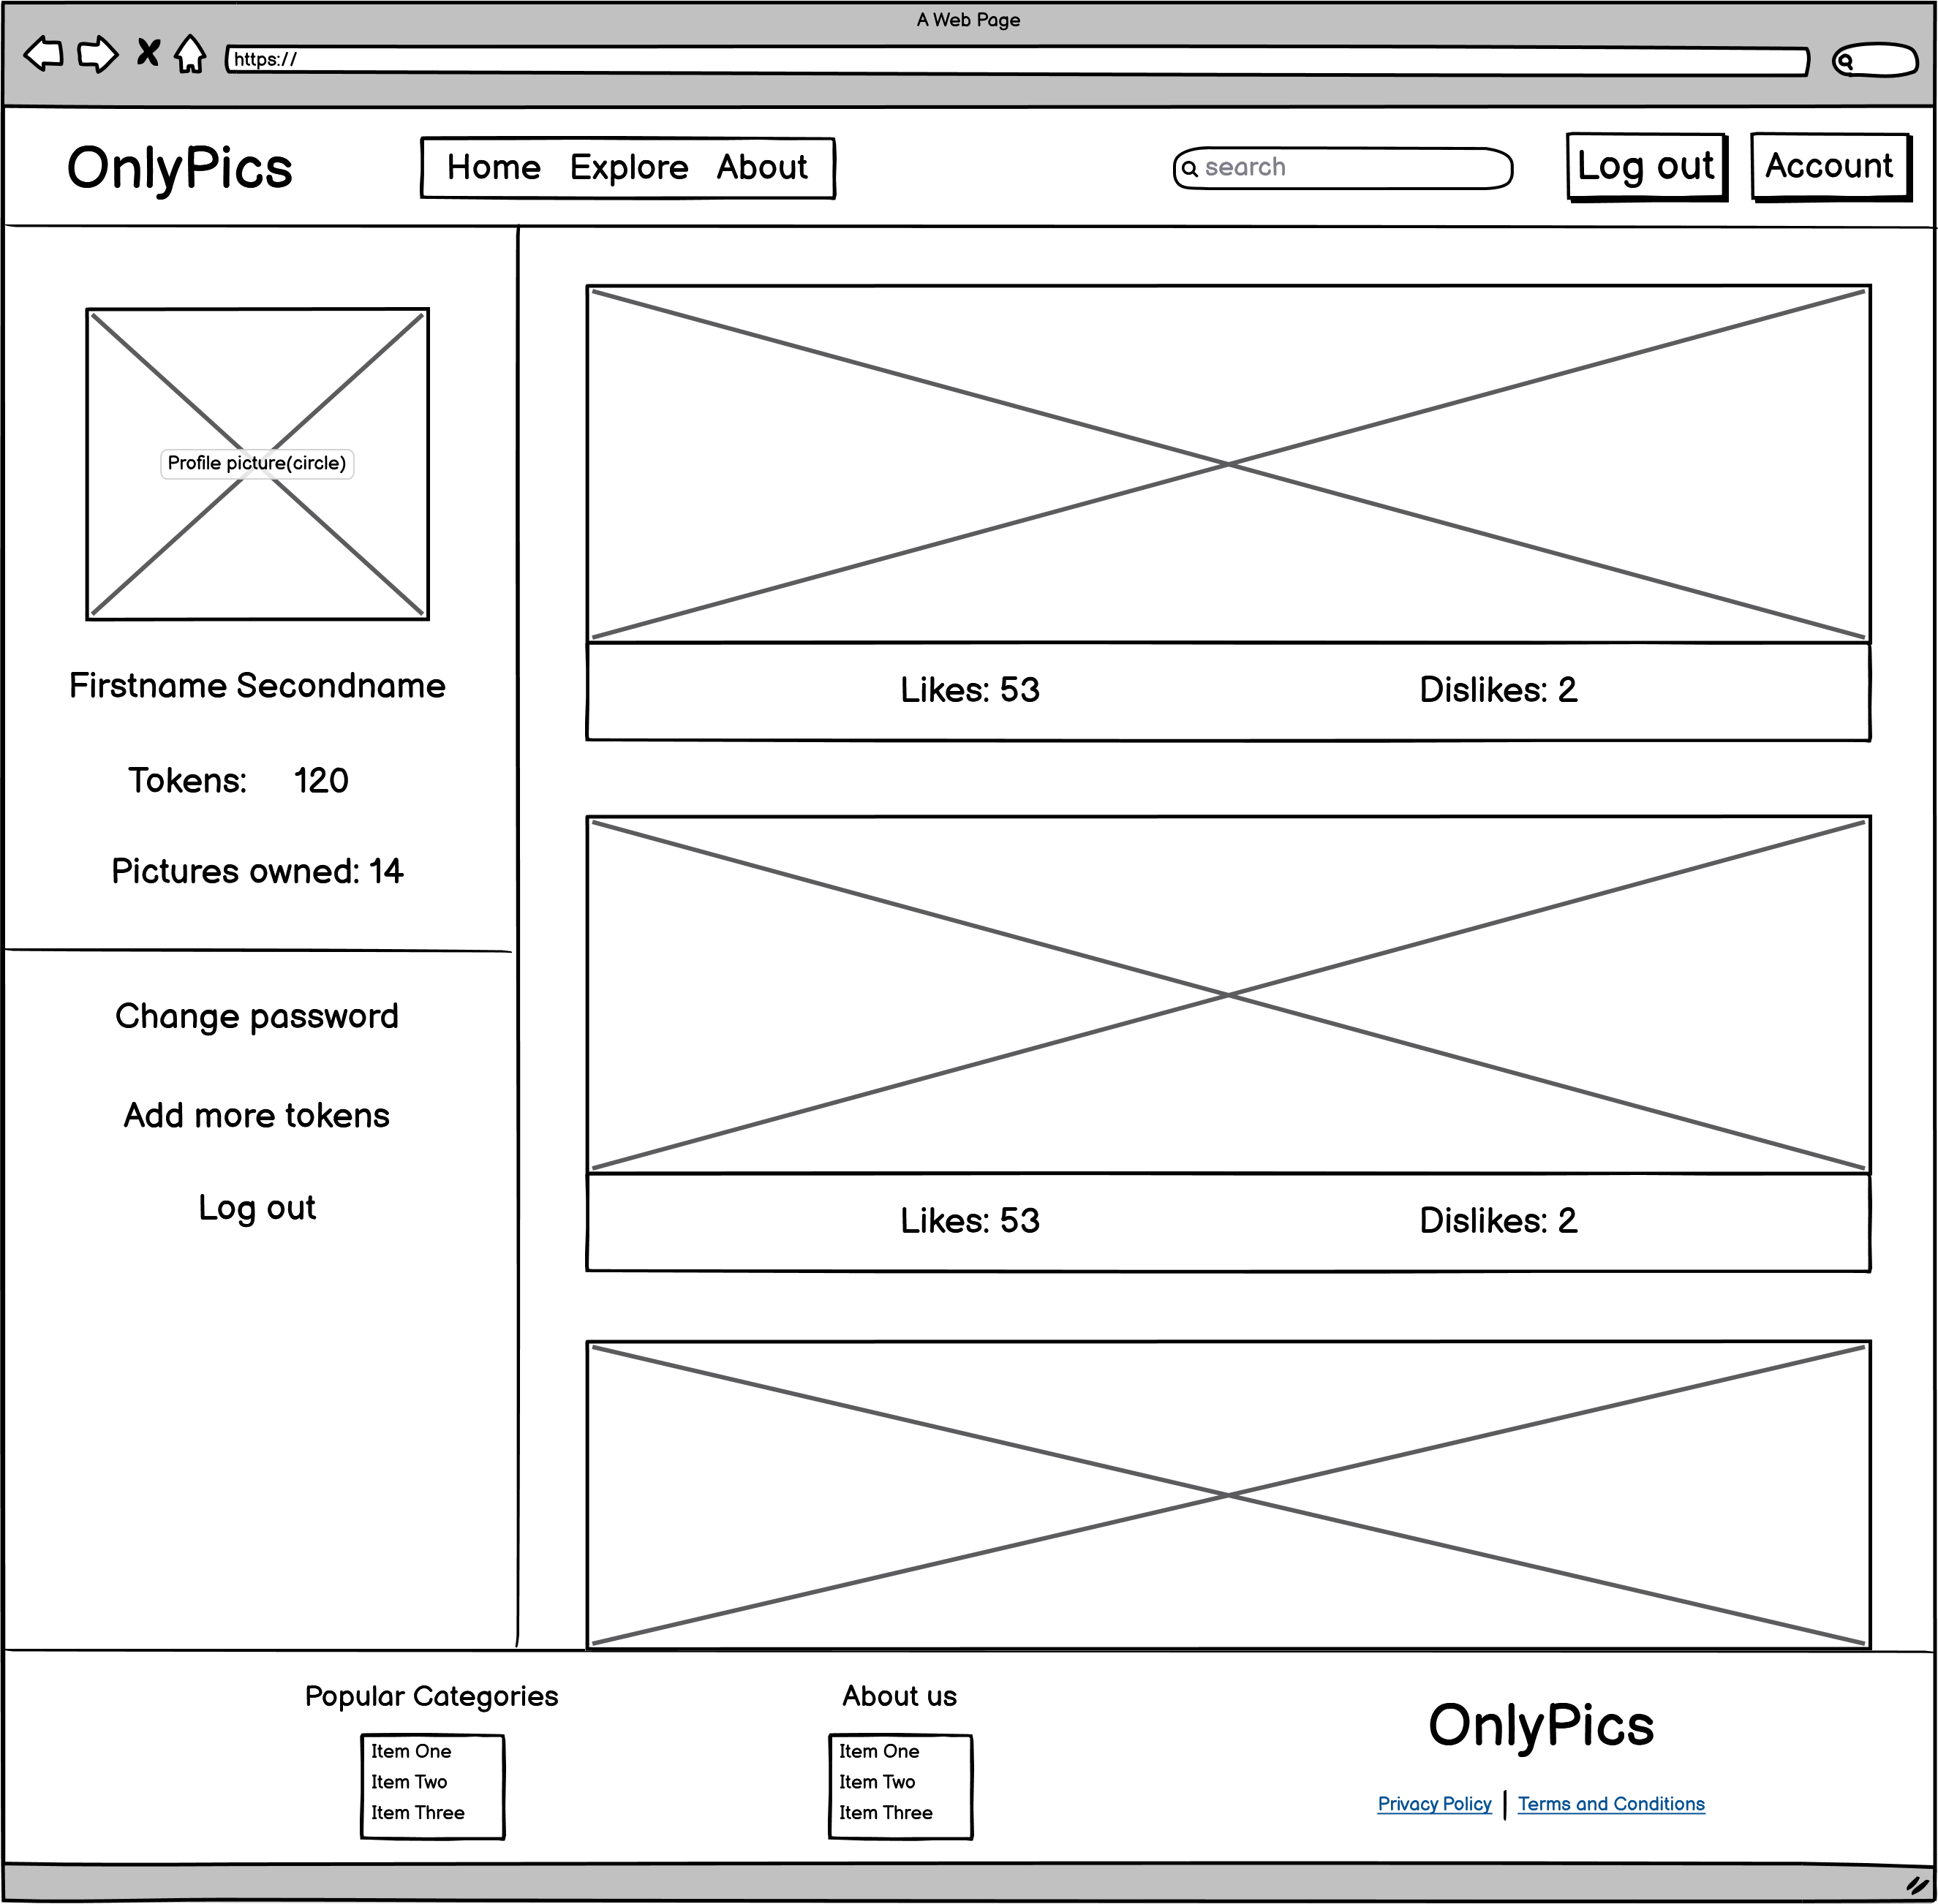 A Web Page
https://
OnlyPics
Home Explore About
search
Log out
Account
Profile picture(circle)
Firstname Secondname
Tokens: 120
Pictures owned: 14
Change password
Add more tokens
Log out
Likes: 53 Dislikes: 2
Likes: 53 Dislikes: 2
Popular Categories
Item One
Item Two
Item Three
About us
Item One
Item Two
Item Three
OnlyPics
Privacy Policy | Terms and Conditions